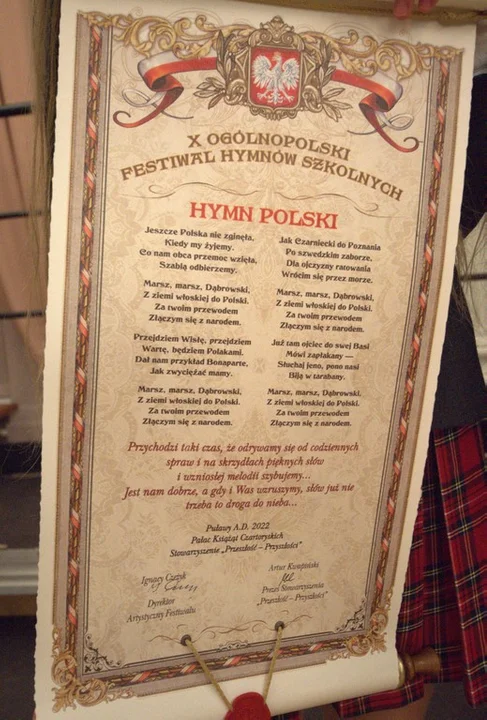 X OGÓLNOPOLSKI
FESTIWAL HYMNÓW SZKOLNYCH
HYMN POLSKI
Jeszcze Polska nie zginęła,
Kiedy my żyjemy.
Co nam obca przemoc wzięła,
Szablą odbierzemy.
Marsz, marsz, Dąbrowski,
Z ziemi włoskiej do Polski.
Za twoim przewodem
Złączym się z narodem.
Przejdziem Wisłę, przejdziem
Wartę, będziem Polakami.
Dał nam przykład Bonaparte,
Jak zwyciężać mamy.
Marsz, marsz, Dąbrowski,
Z ziemi włoskiej do Polski.
Za twoim przewodem
Złączym się z narodem.
Jak Czarniecki do Poznania
Po szwedzkim zaborze,
Dla ojczyzny ratowania
Wrócim się przez morze.
Marsz, marsz, Dąbrowski,
Z ziemi włoskiej do Polski.
Za twoim przewodem
Złączym się z narodem.
Już tam ojciec do swej Basi
Mówi zapłakany —
Słuchaj jeno, pono nasi
Biją w tarabany.
Marsz, marsz, Dąbrowski,
Z ziemi włoskiej do Polski.
Za twoim przewodem
Złączym się z narodem.
Przychodzi taki czas, że odrywamy się od codziennych
spraw i na skrzydłach pięknych słów
i wzniosłej melodii szybujemy...
Jest nam dobrze, a gdy i Was wzruszymy, słów już nie
trzeba to droga do nieba...
Puławy A.D. 2022
Pałac Książąt Czartoryskich
Stowarzyszenie „Przeszłość – Przyszłości”
Ignacy Czeżyk
Dyrektor
Artystyczny Festiwalu
Artur Kwapiński
Prezes Stowarzyszenia
„Przeszłość – Przyszłości”